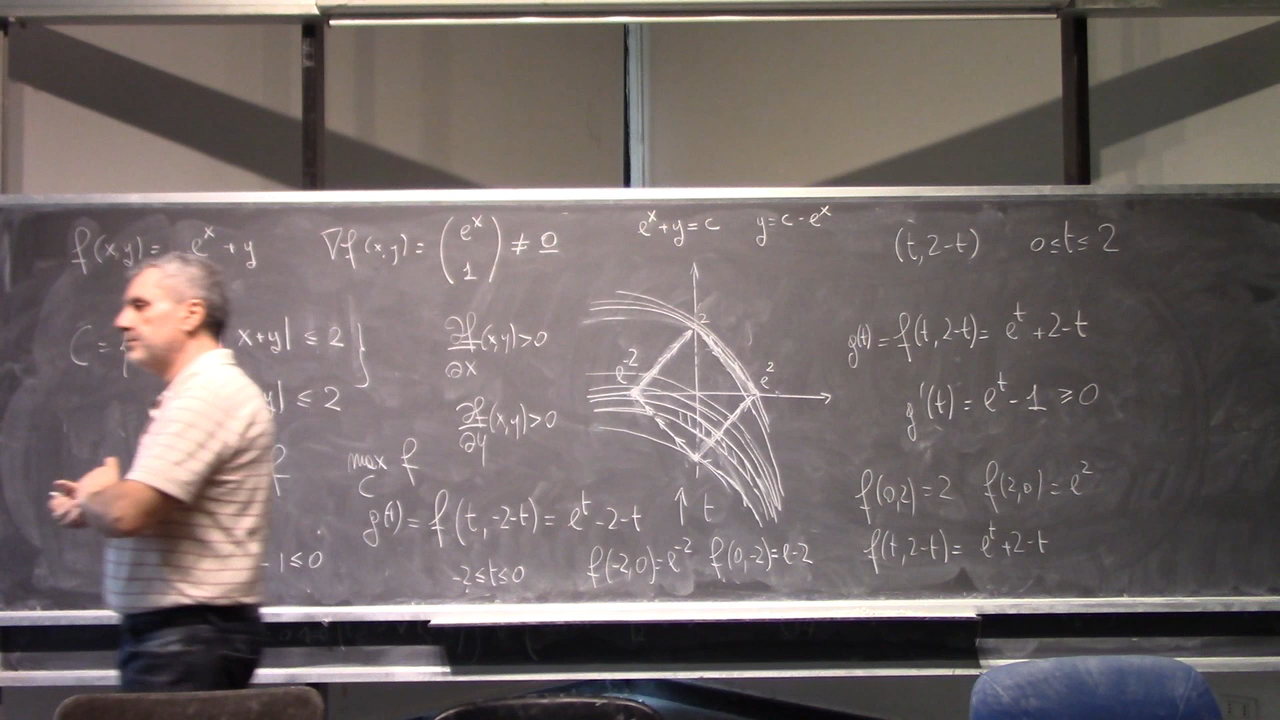 f(x,y) = e^x + y
∇f(x,y) = (e^x 1) ≠ 0
e^x + y = c   y = c - e^x
(t, 2-t)   0 ≤ t ≤ 2
C = {
x+y| ≤ 2 }
y| ≤ 2
∂f/∂x (x,y) > 0
∂f/∂y (x,y) > 0
2
e^-2
e^2
g(t) = f(t, 2-t) = e^t + 2 - t
g'(t) = e^t - 1 ≥ 0
f
max f
C
g(t) = f(t, -2-t) = e^t - 2 - t
↑ t
f(0,2) = 2   f(2,0) = e^2
- 1 ≤ 0
-2 ≤ t ≤ 0
f(-2,0) = e^-2   f(0,-2) = e-2
f(t, 2-t) = e^t + 2 - t